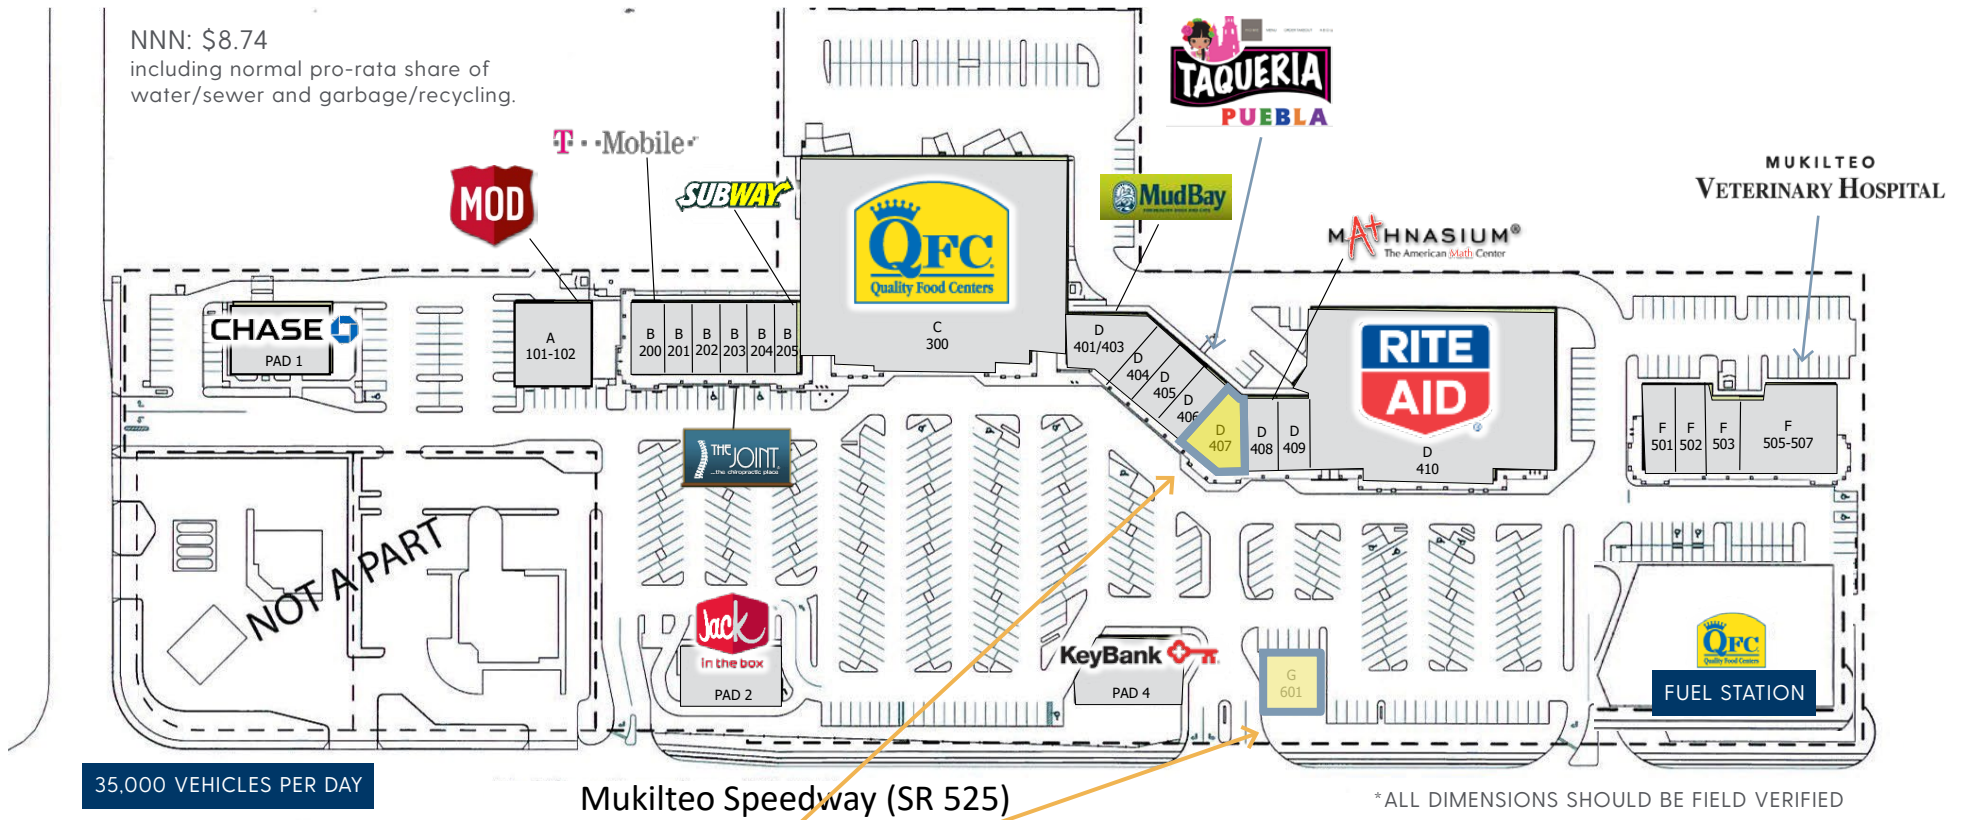 NNN: $8.74
including normal pro-rata share of
water/sewer and garbage/recycling.
TAQUERIA
PUEBLA
T··Mobile·
MOD
SUBWAY
QFC
Quality Food Centers
C
300
MudBay
MATHNASIUM®
The American Math Center
MUKILTEO
VETERINARY HOSPITAL
CHASE
PAD 1
A
101-102
B
200
B
201
B
202
B
203
B
204
B
205
D
401/403
D
404
D
405
D
406
D
407
D
408
D
409
RITE
AID
D
410
F
501
F
502
F
503
F
505-507
THE JOINT
...the chiropractic place
NOT A PART
Jack
in the box
PAD 2
KeyBank
PAD 4
G
601
QFC
Quality Food Centers
FUEL STATION
35,000 VEHICLES PER DAY
Mukilteo Speedway (SR 525)
*ALL DIMENSIONS SHOULD BE FIELD VERIFIED